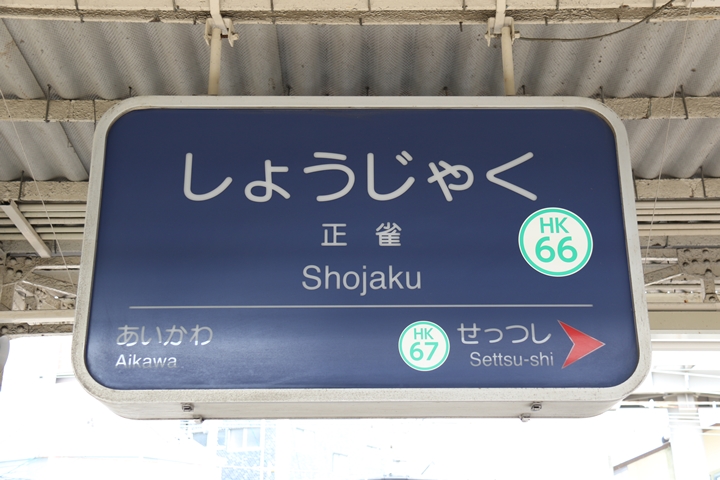 しょうじゃく
正雀
HK
66
Shojaku
あいかわ
Aikawa
HK
67
せっつし
Settsu-shi